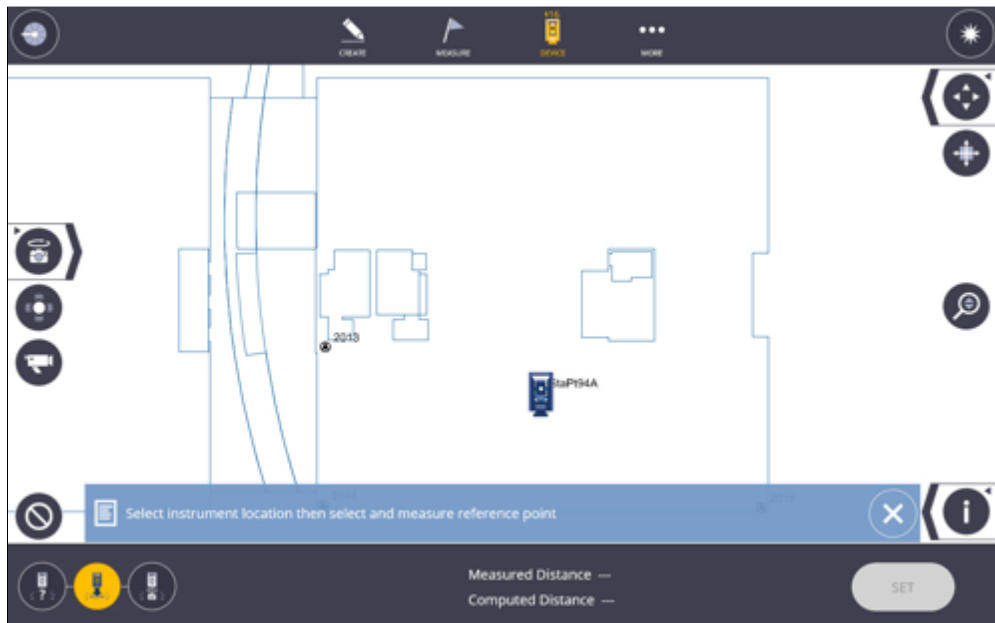 CREATE
MEASURE
DEVICE
MORE
2013
StaPt94A
Select instrument location then select and measure reference point
i
?
Measured Distance ---
Computed Distance ---
SET